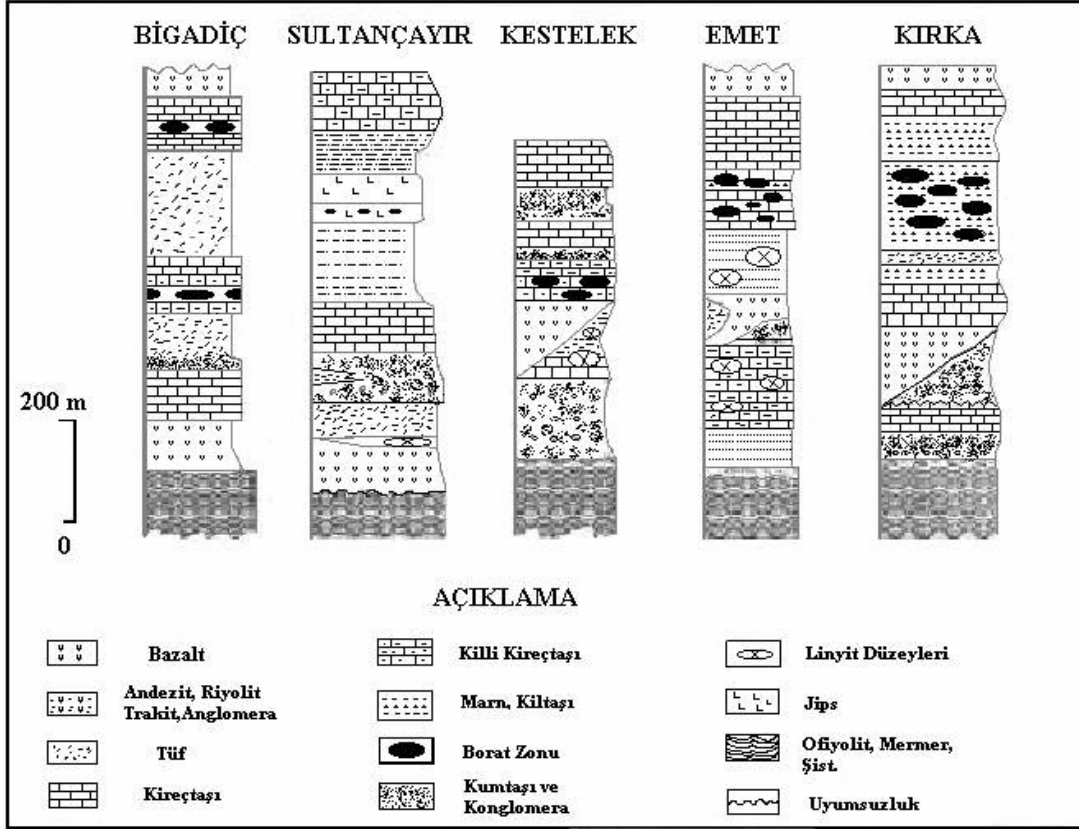 BİGADİÇ
SULTANÇAYIR
KESTELEK
EMET
KIRKA
200 m
0
AÇIKLAMA
Bazalt
Andezit, Riyolit
Trakit,Anglomera
Tüf
Kireçtaşı
Killi Kireçtaşı
Marn, Kiltaşı
Borat Zonu
Kumtaşı ve
Konglomera
Linyit Düzeyleri
Jips
Ofiyolit, Mermer,
Şist.
Uyumsuzluk